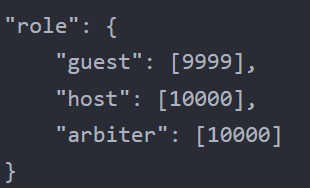 "role": {
    "guest": [9999],
    "host": [10000],
    "arbiter": [10000]
}